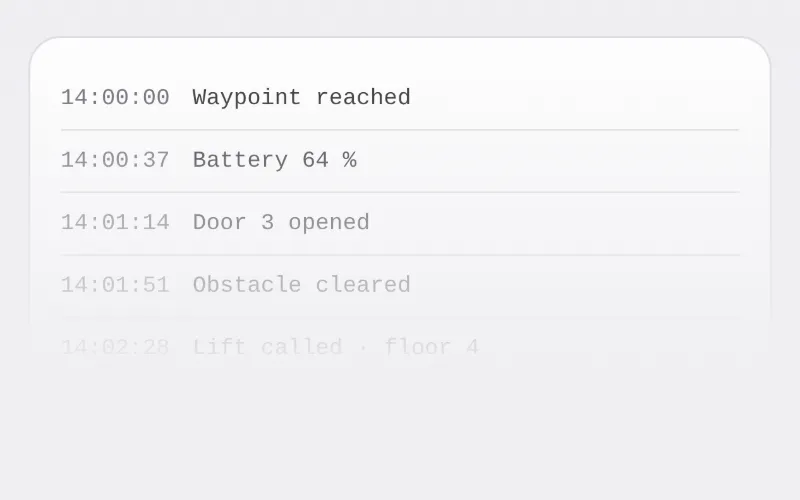 14:00:00 Waypoint reached
14:00:37 Battery 64 %
14:01:14 Door 3 opened
14:01:51 Obstacle cleared
14:02:28 Lift called · floor 4